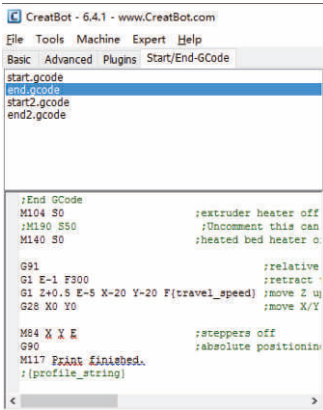 CreatBot - 6.4.1 - www.CreatBot.com
File Tools Machine Expert Help
Basic Advanced Plugins Start/End-GCode
start.gcode
end.gcode
start2.gcode
end2.gcode
;End GCode
M104 S0 ;extruder heater off
;M190 S50 ;Uncomment this can
M140 S0 ;heated bed heater o
G91 ;relative
G1 E-1 F300 ;retract
G1 Z+0.5 E-5 X-20 Y-20 F{travel_speed} ;move Z u
G28 X0 Y0 ;move X/Y
M84 X Y E ;steppers off
G90 ;absolute positionin
M117 Print finished.
;{profile_string}